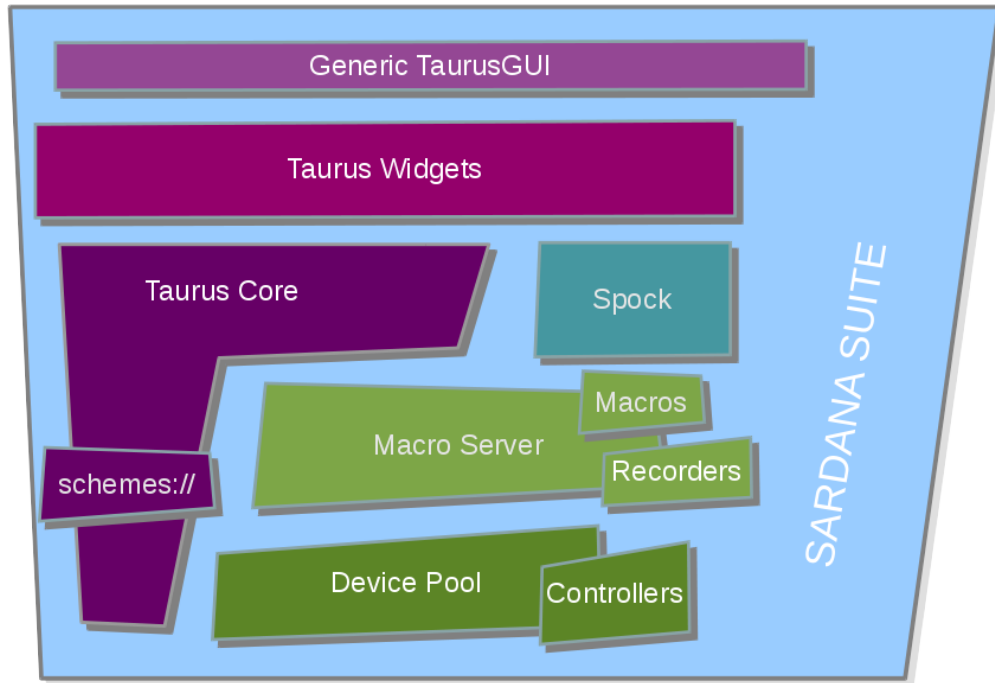 Generic TaurusGUI
Taurus Widgets
Taurus Core
Spock
Macros
Macro Server
Recorders
schemes://
Device Pool
Controllers
SARDANA SUITE